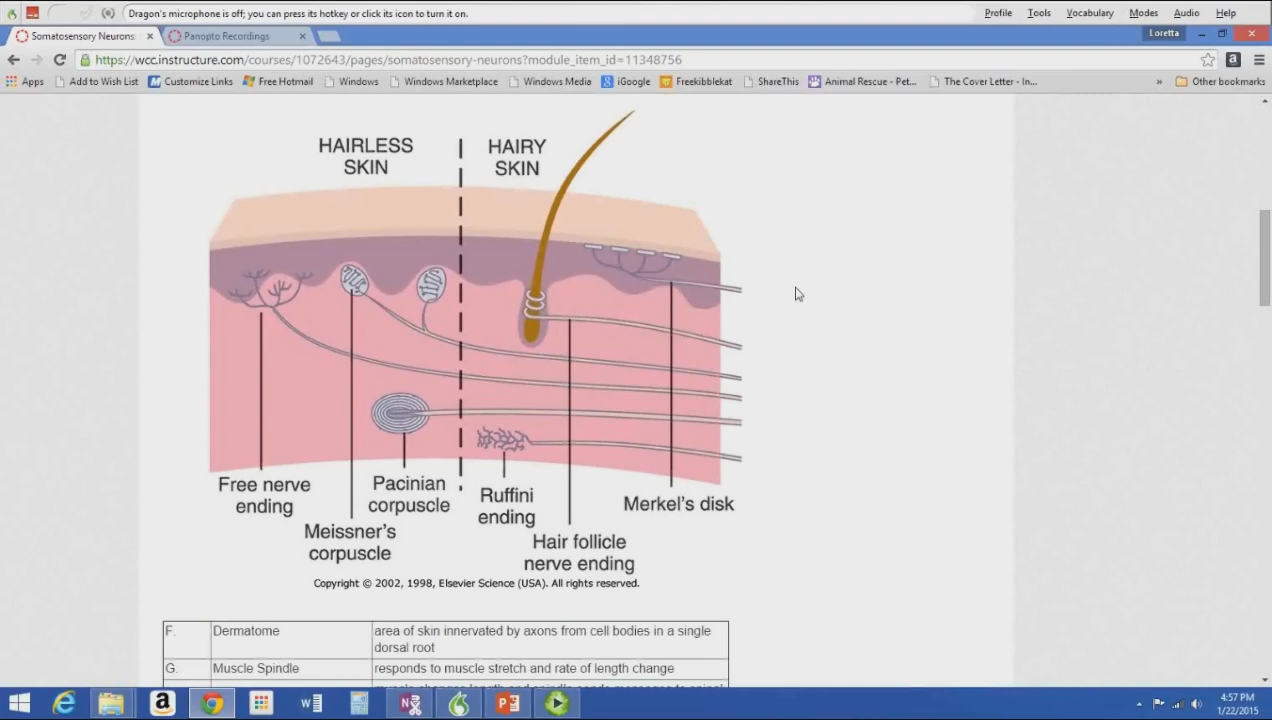 Dragon's microphone is off; you can press its hotkey or click its icon to turn it on.
Profile Tools Vocabulary Modes Audio Help
Somatosensory Neurons:
Panopto Recordings
Loretta
https://wcc.instructure.com/courses/1072643/pages/somatosensory-neurons?module_item_id=11348756
Apps Add to Wish List Customize Links Free Hotmail Windows Windows Marketplace Windows Media iGoogle Freekibblekat ShareThis Animal Rescue - Pet... The Cover Letter - In... » Other bookmarks
HAIRLESS
SKIN
HAIRY
SKIN
Free nerve
ending
Meissner's
corpuscle
Pacinian
corpuscle
Ruffini
ending
Hair follicle
nerve ending
Merkel's disk
Copyright © 2002, 1998, Elsevier Science (USA). All rights reserved.
F. Dermatome area of skin innervated by axons from cell bodies in a single
dorsal root
G. Muscle Spindle responds to muscle stretch and rate of length change
4:57 PM
1/22/2015